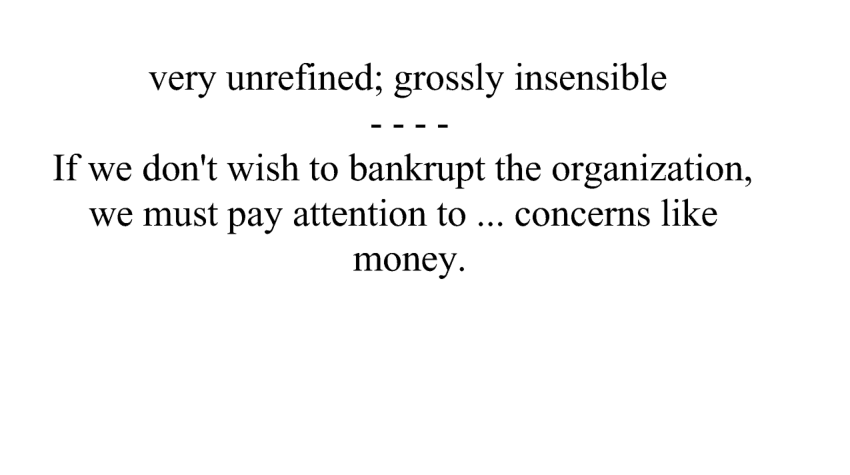 very unrefined; grossly insensible
- - - -
If we don't wish to bankrupt the organization,
we must pay attention to ... concerns like
money.